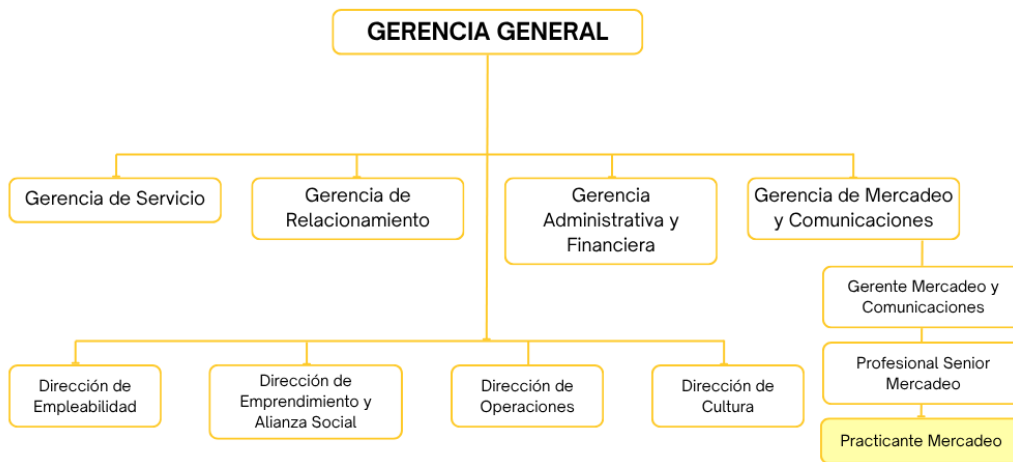 GERENCIA GENERAL
Gerencia de Servicio
Gerencia de
Relacionamiento
Gerencia
Administrativa y
Financiera
Gerencia de Mercadeo
y Comunicaciones
Gerente Mercadeo y
Comunicaciones
Profesional Senior
Mercadeo
Practicante Mercadeo
Dirección de
Empleabilidad
Dirección de
Emprendimiento y
Alianza Social
Dirección de
Operaciones
Dirección de
Cultura